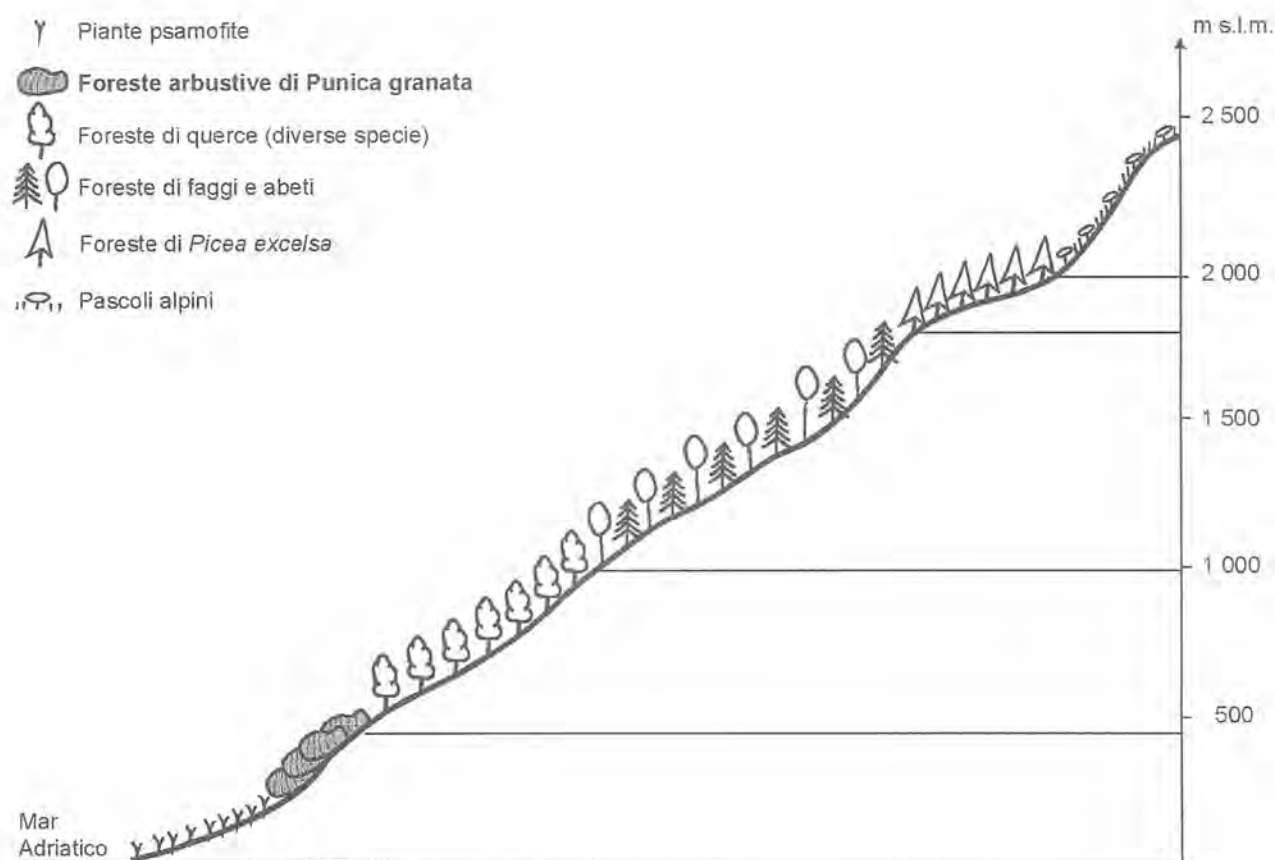 Piante psamofite
Foreste arbustive di Punica granata
Foreste di querce (diverse specie)
Foreste di faggi e abeti
Foreste di Picea excelsa
Pascoli alpini
m s.l.m.
2 500
2 000
1 500
1 000
500
Mar
Adriatico